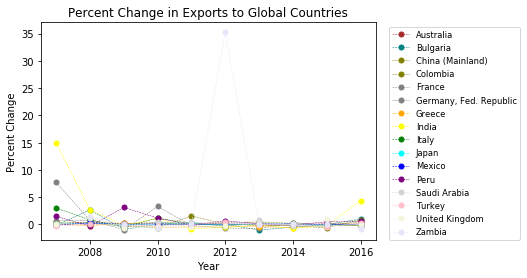 Percent Change in Exports to Global Countries
Percent Change
35
30
25
20
15
10
5
0
2008
2010
2012
2014
2016
Year
Australia
Bulgaria
China (Mainland)
Colombia
France
Germany, Fed. Republic
Greece
India
Italy
Japan
Mexico
Peru
Saudi Arabia
Turkey
United Kingdom
Zambia